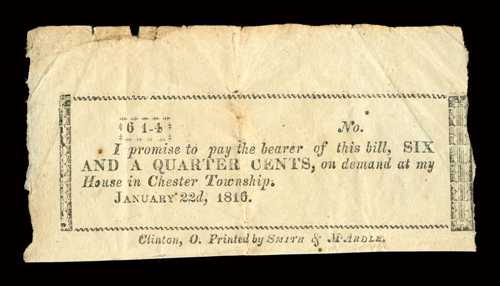 6 1-4 No.
I promise to pay the bearer of this bill, SIX
AND A QUARTER CENTS, on demand at my
House in Chester Township.
JANUARY 22d, 1816.
Clinton, O. Printed by SMITH & M‘ARDLE.